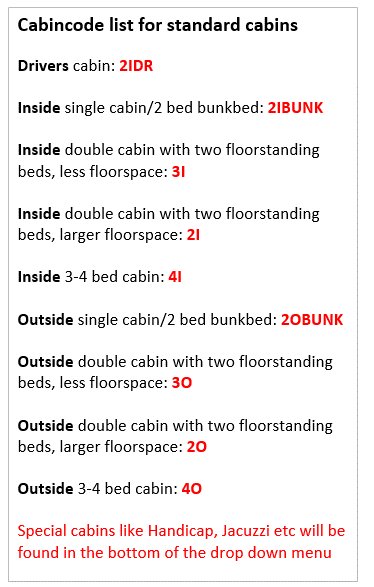 Cabincode list for standard cabins
Drivers cabin: 2IDR
Inside single cabin/2 bed bunkbed: 2IBUNK
Inside double cabin with two floorstanding
beds, less floorspace: 3I
Inside double cabin with two floorstanding
beds, larger floorspace: 2I
Inside 3-4 bed cabin: 4I
Outside single cabin/2 bed bunkbed: 2OBUNK
Outside double cabin with two floorstanding
beds, less floorspace: 3O
Outside double cabin with two floorstanding
beds, larger floorspace: 2O
Outside 3-4 bed cabin: 4O
Special cabins like Handicap, Jacuzzi etc will be
found in the bottom of the drop down menu